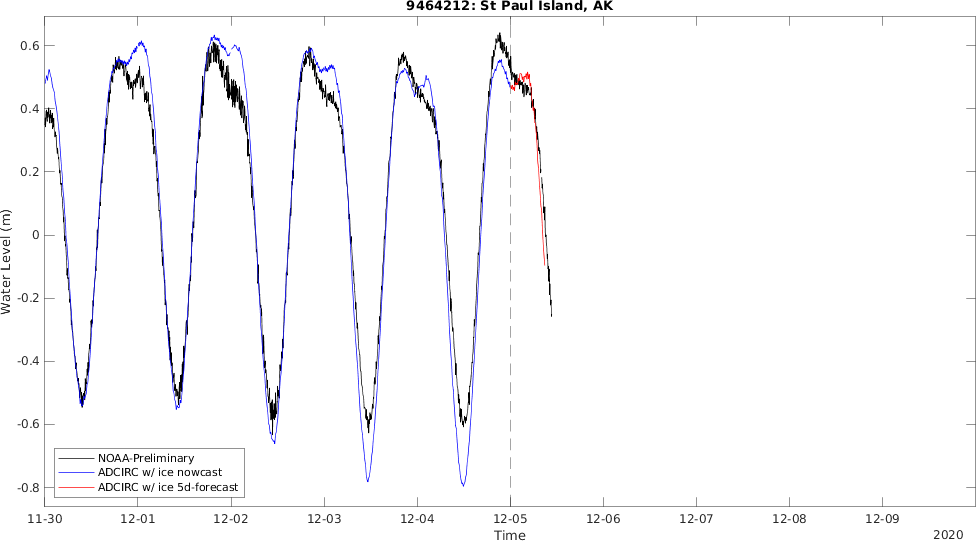 9464212: St Paul Island, AK
Water Level (m)
0.6
0.4
0.2
0
-0.2
-0.4
-0.6
-0.8
NOAA-Preliminary
ADCIRC w/ ice nowcast
ADCIRC w/ ice 5d-forecast
11-30 12-01 12-02 12-03 12-04 12-05 12-06 12-07 12-08 12-09
Time
2020